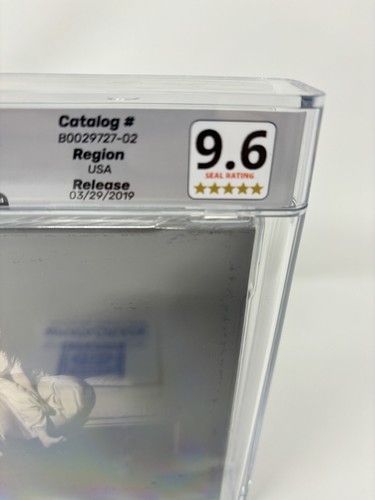 Catalog #
B0029727-02
Region
USA
Release
03/29/2019
9.6
SEAL RATING